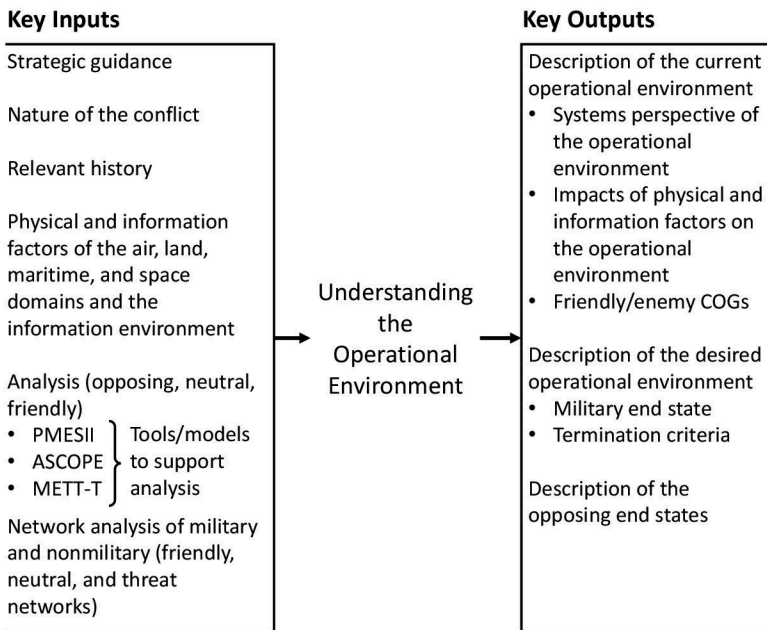 Key Inputs
Strategic guidance
Nature of the conflict
Relevant history
Physical and information
factors of the air, land,
maritime, and space
domains and the
information environment
Analysis (opposing, neutral,
friendly)
• PMESII
• ASCOPE
• METT-T
Tools/models
to support
analysis
Network analysis of military
and nonmilitary (friendly,
neutral, and threat
networks)
Understanding
the
Operational
Environment
Key Outputs
Description of the current
operational environment
• Systems perspective of
the operational
environment
• Impacts of physical and
information factors on
the operational
environment
• Friendly/enemy COGs
Description of the desired
operational environment
• Military end state
• Termination criteria
Description of the
opposing end states